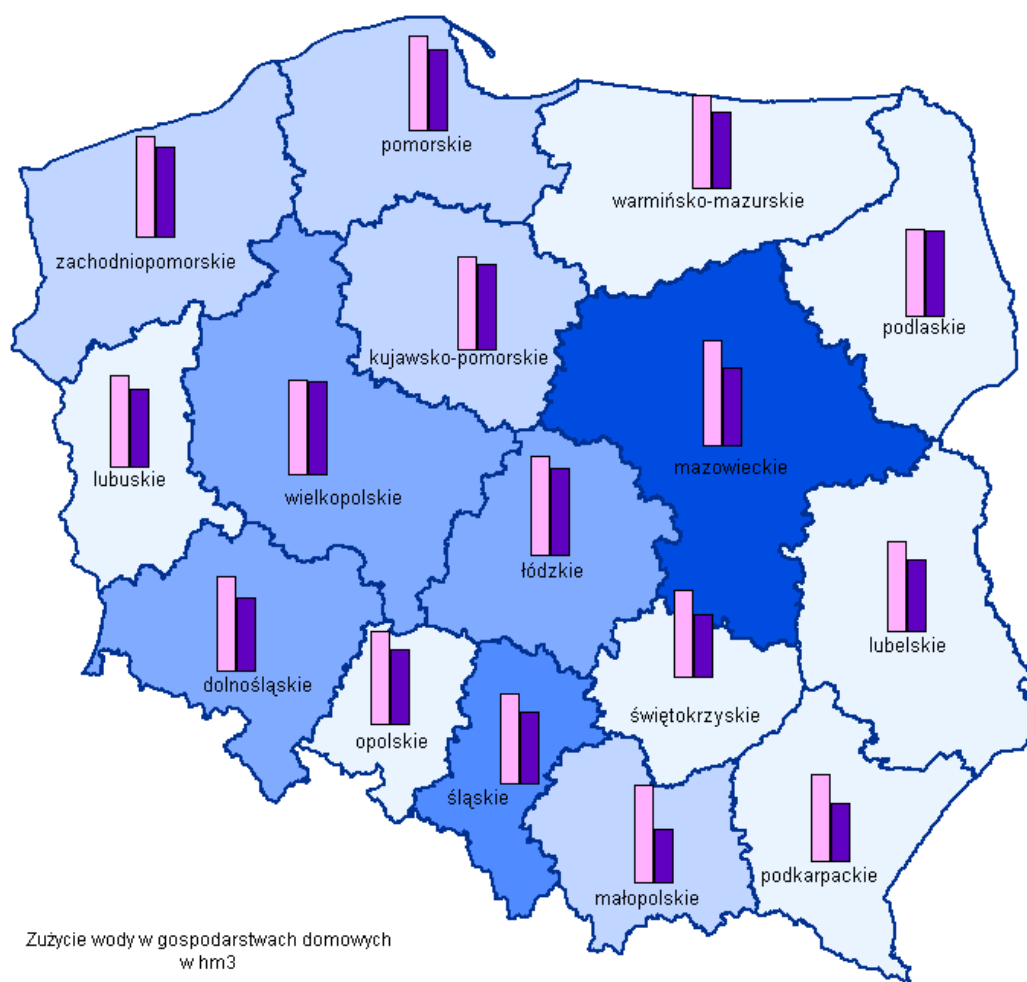 pomorskie
warmińsko-mazurskie
zachodniopomorskie
podlaskie
kujawsko-pomorskie
mazowieckie
lubuskie
wielkopolskie
łódzkie
lubelskie
dolnośląskie
świętokrzyskie
opolskie
śląskie
podkarpackie
małopolskie
Zużycie wody w gospodarstwach domowych
w hm3